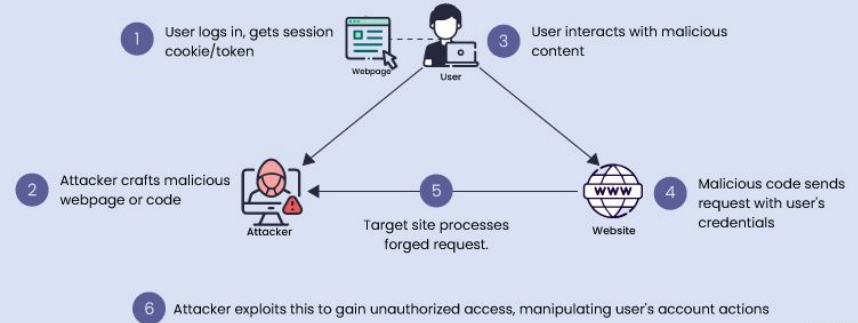 1
User logs in, gets session
cookie/token
Webpage
User
3
User interacts with malicious
content
2
Attacker crafts malicious
webpage or code
Attacker
5
Target site processes
forged request.
WWW
Website
4
Malicious code sends
request with user's
credentials
6
Attacker exploits this to gain unauthorized access, manipulating user's account actions